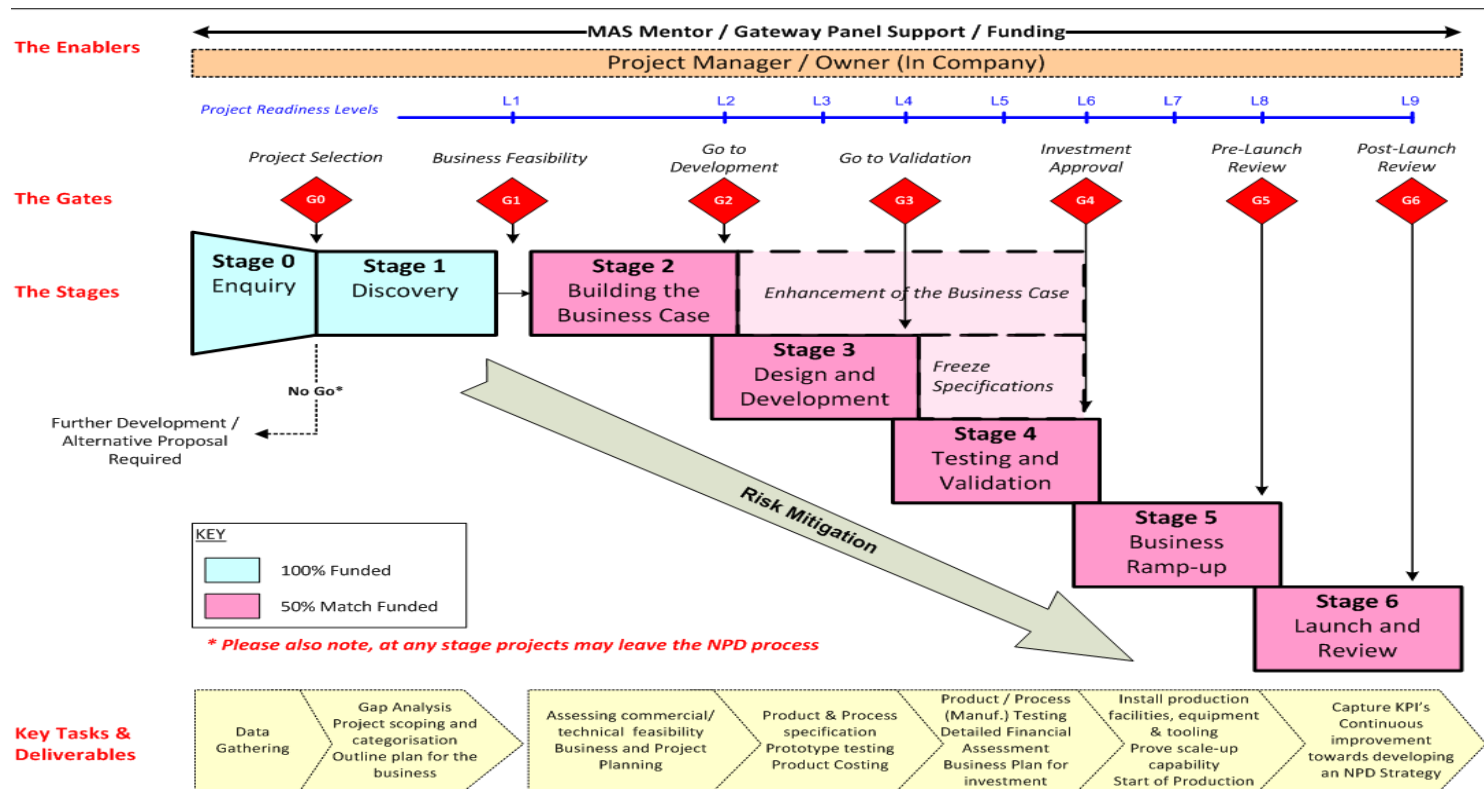 The Enablers
MAS Mentor / Gateway Panel Support / Funding
Project Manager / Owner (In Company)
Project Readiness Levels
L1
L2
L3
L4
L5
L6
L7
L8
L9
Project Selection
Business Feasibility
Go to
Development
Go to Validation
Investment
Approval
Pre-Launch
Review
Post-Launch
Review
The Gates
G0
G1
G2
G3
G4
G5
G6
The Stages
Stage 0
Enquiry
Stage 1
Discovery
Stage 2
Building the
Business Case
Enhancement of the Business Case
Stage 3
Design and
Development
Freeze
Specifications
No Go*
Further Development /
Alternative Proposal
Required
Stage 4
Testing and
Validation
Risk Mitigation
Stage 5
Business
Ramp-up
Stage 6
Launch and
Review
KEY
100% Funded
50% Match Funded
* Please also note, at any stage projects may leave the NPD process
Key Tasks &
Deliverables
Data
Gathering
Gap Analysis
Project scoping and
categorisation
Outline plan for the
business
Assessing commercial/
technical feasibility
Business and Project
Planning
Product & Process
specification
Prototype testing
Product Costing
Product / Process
(Manuf.) Testing
Detailed Financial
Assessment
Business Plan for
investment
Install production
facilities, equipment
& tooling
Prove scale-up
capability
Start of Production
Capture KPI's
Continuous
improvement
towards developing
an NPD Strategy